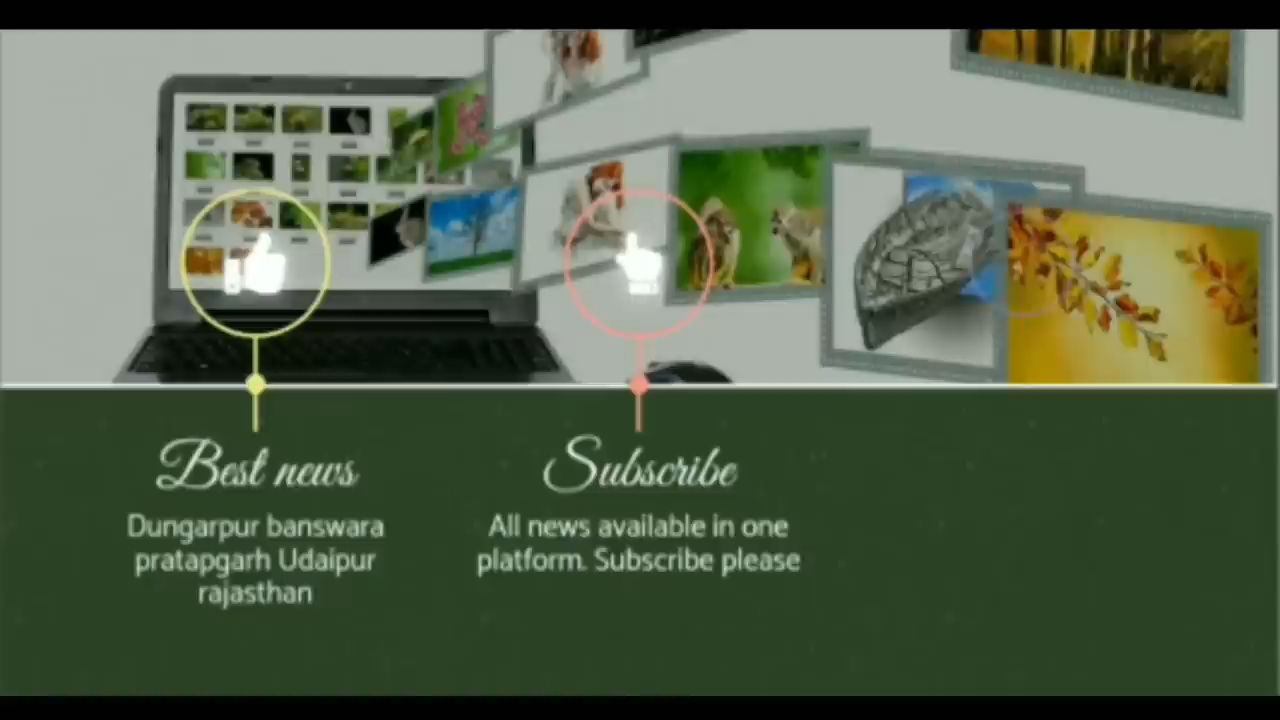 Best news
Dungarpur banswara
pratapgarh Udaipur
rajasthan
Subscribe
All news available in one
platform. Subscribe please